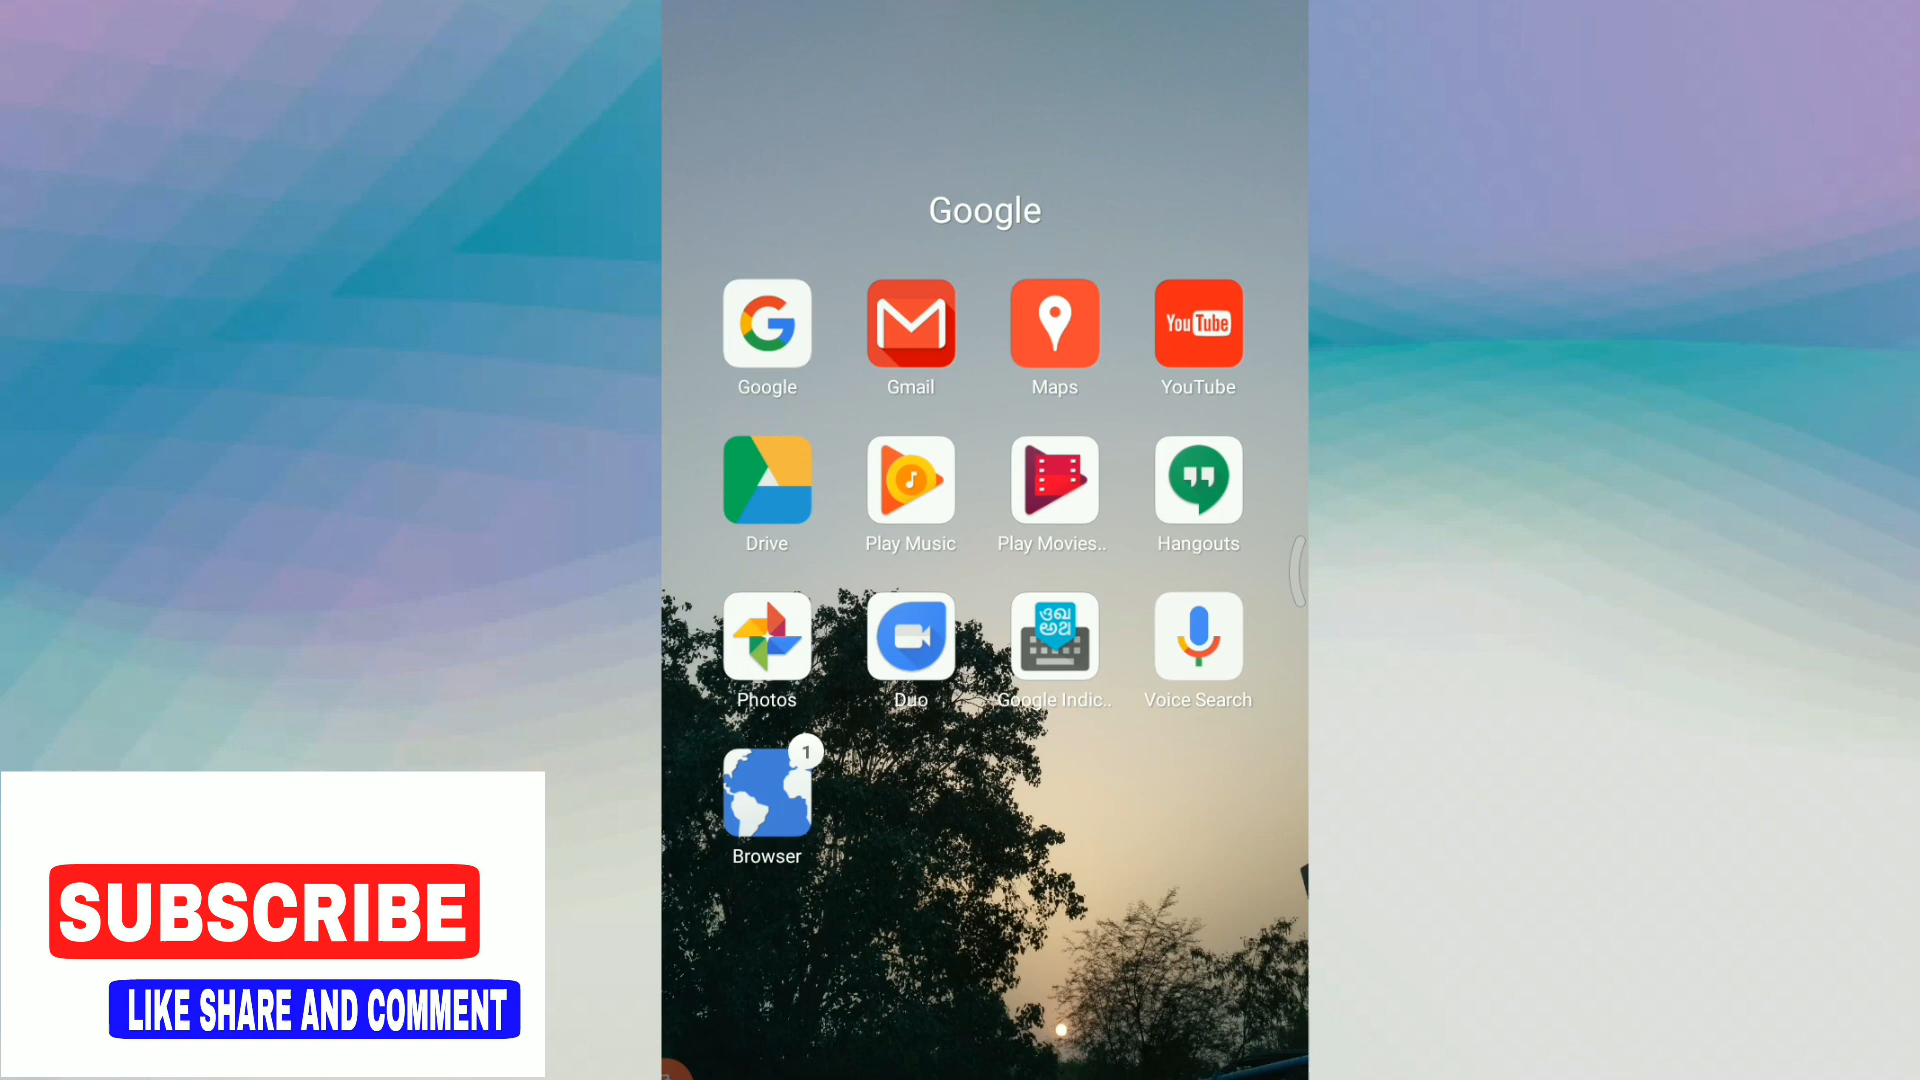 Google
Google Gmail Maps YouTube
You Tube
Drive Play Music Play Movies.. Hangouts
Photos Duo Google Indic.. Voice Search
1
Browser
SUBSCRIBE
LIKE SHARE AND COMMENT